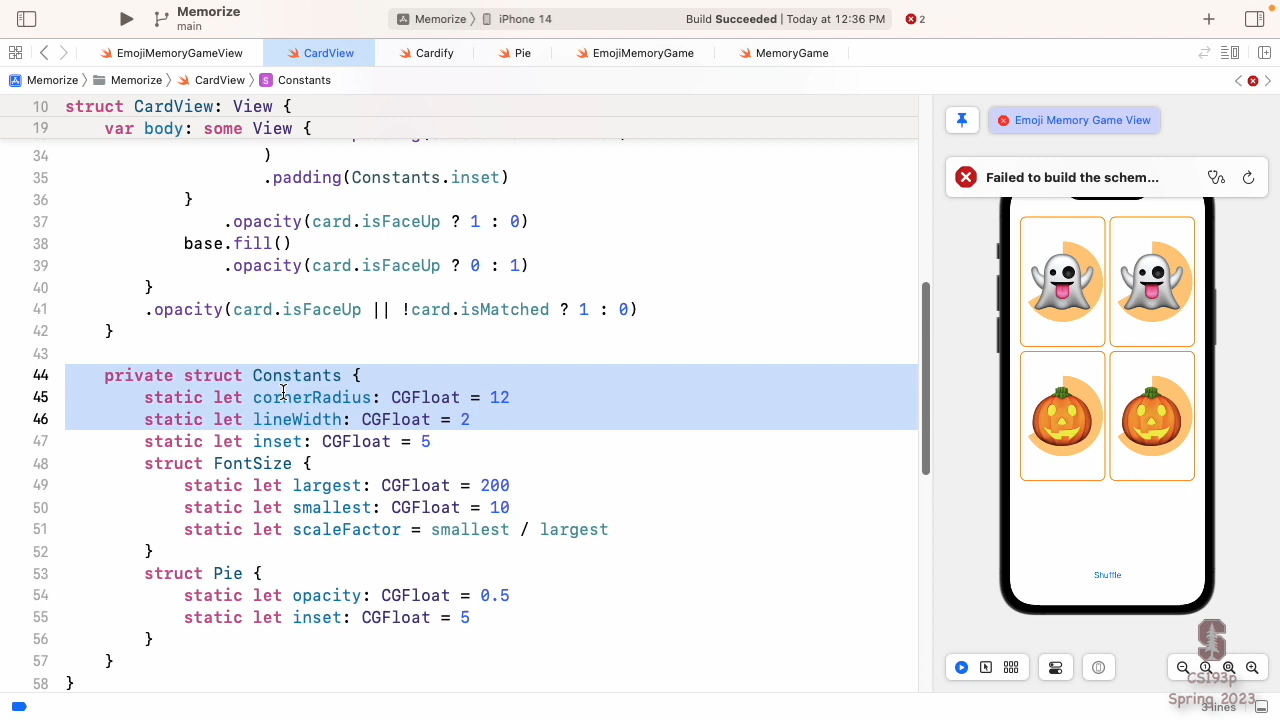 Memorize
main
Memorize 〉 iPhone 14
Build Succeeded | Today at 12:36 PM
2
EmojiMemoryGameView
CardView
Cardify
Pie
EmojiMemoryGame
MemoryGame
Memorize 〉 Memorize 〉 CardView 〉 S Constants
10 struct CardView: View {
19 var body: some View {
34 )
35 .padding(Constants.inset)
36 }
37 .opacity(card.isFaceUp ? 1 : 0)
38 base.fill()
39 .opacity(card.isFaceUp ? 0 : 1)
40 }
41 .opacity(card.isFaceUp || !card.isMatched ? 1 : 0)
42 }
43
44 private struct Constants {
45 static let cornerRadius: CGFloat = 12
46 static let lineWidth: CGFloat = 2
47 static let inset: CGFloat = 5
48 struct FontSize {
49 static let largest: CGFloat = 200
50 static let smallest: CGFloat = 10
51 static let scaleFactor = smallest / largest
52 }
53 struct Pie {
54 static let opacity: CGFloat = 0.5
55 static let inset: CGFloat = 5
56 }
57 }
58 }
Emoji Memory Game View
Failed to build the schem...
Shuffle
S
CS193p
Spring 2023
3 lines